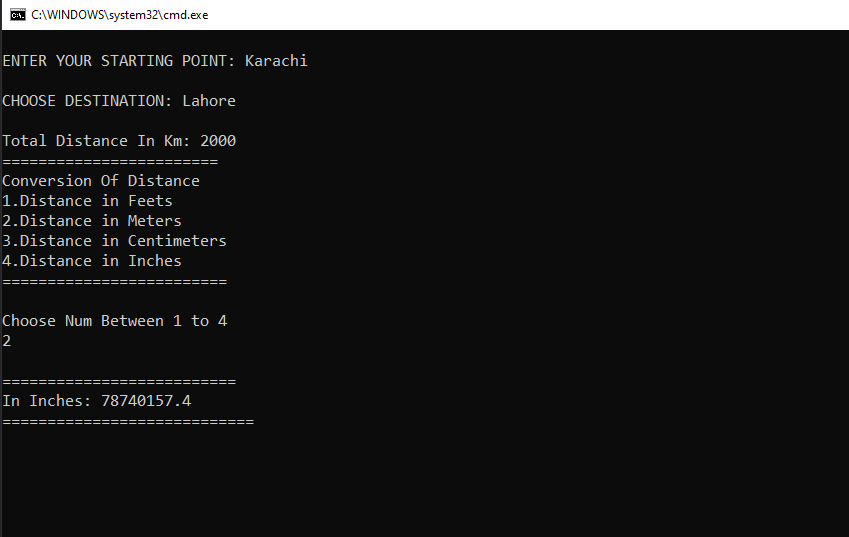 C:\WINDOWS\system32\cmd.exe
ENTER YOUR STARTING POINT: Karachi
CHOOSE DESTINATION: Lahore
Total Distance In Km: 2000
========================
Conversion Of Distance
1.Distance in Feets
2.Distance in Meters
3.Distance in Centimeters
4.Distance in Inches
=========================
Choose Num Between 1 to 4
2
==========================
In Inches: 78740157.4
============================